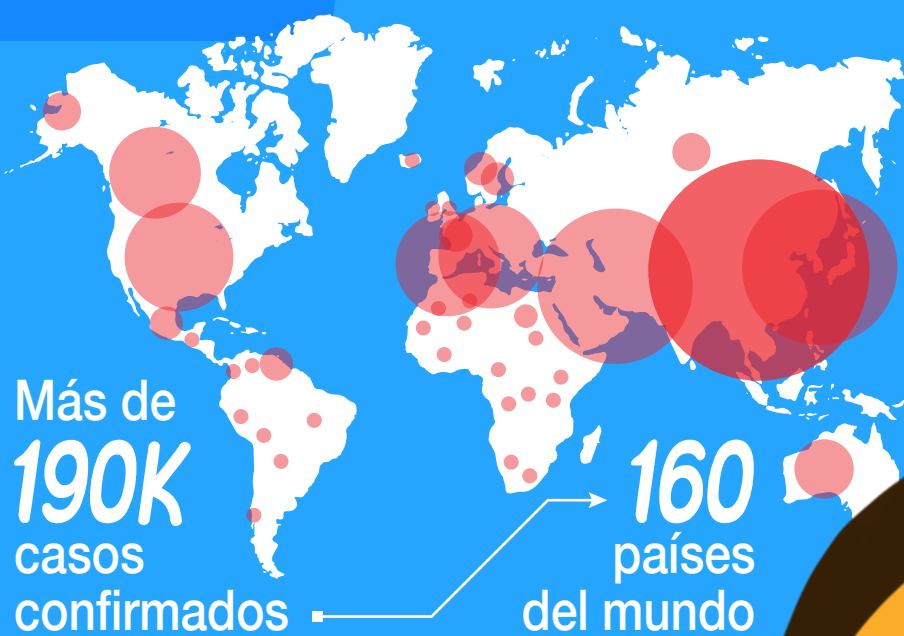 Más de
190K
casos
confirmados
160
países
del mundo